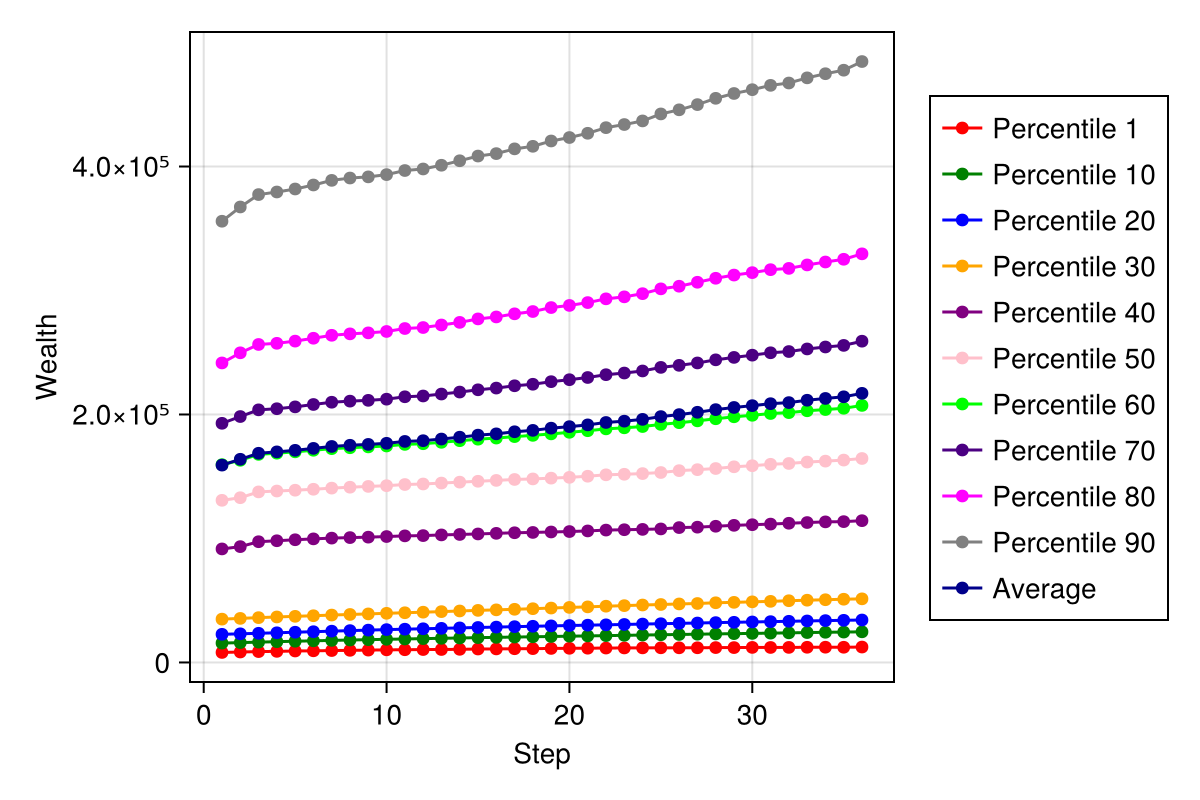 Wealth
4.0×10⁵
2.0×10⁵
0
0 10 20 30
Step
Percentile 1
Percentile 10
Percentile 20
Percentile 30
Percentile 40
Percentile 50
Percentile 60
Percentile 70
Percentile 80
Percentile 90
Average